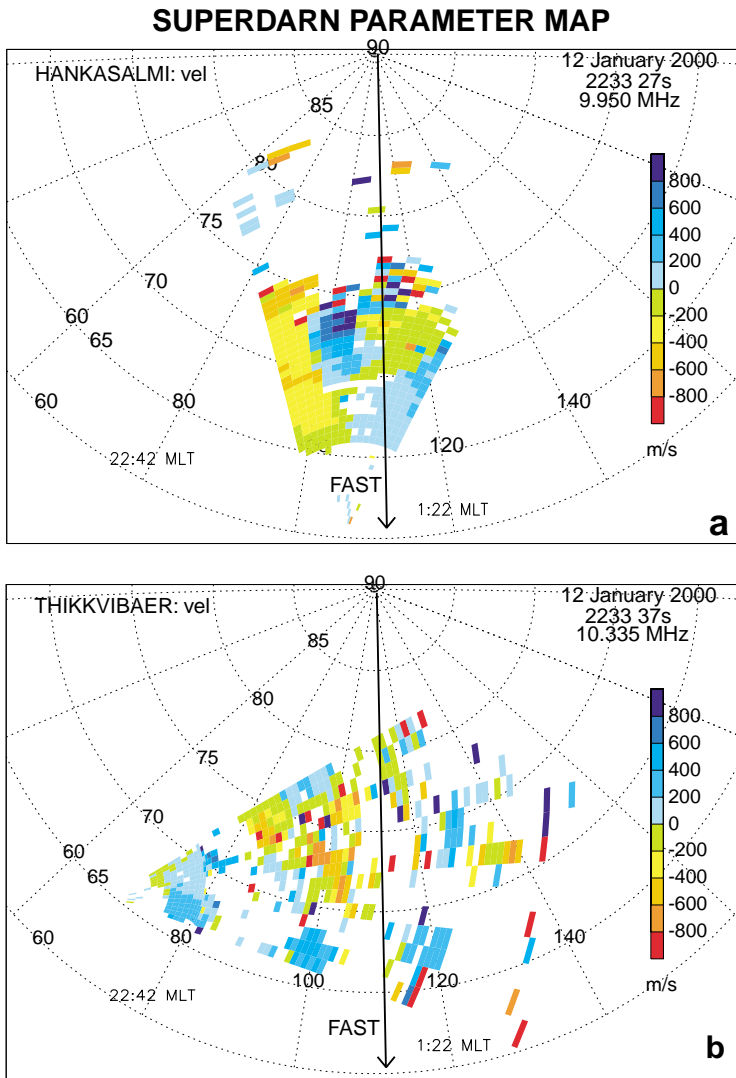 SUPERDARN PARAMETER MAP
90
HANKASALMI: vel
12 January 2000
2233 27s
9.950 MHz
85
80
75
70
60
65
60
80
140
120
22:42 MLT
FAST
1:22 MLT
800
600
400
200
0
-200
-400
-600
-800
m/s
a
90
THIKKVIBAER: vel
12 January 2000
2233 37s
10.335 MHz
85
80
75
70
60
65
60
80
140
100
120
22:42 MLT
FAST
1:22 MLT
800
600
400
200
0
-200
-400
-600
-800
m/s
b